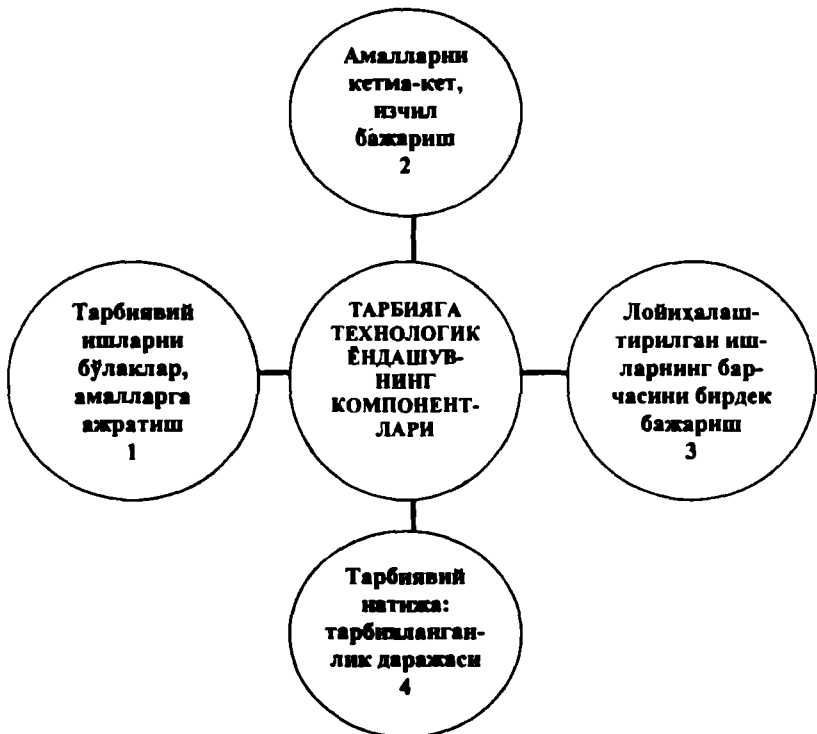 Амалларни
кетма-кет,
изчил
бажариш
2
Тарбиявий
ишларни
бўлаклар,
амалларга
ажратиш
1
ТАРБИЯГА
ТЕХНОЛОГИК
ЁНДАШУВ-
НИНГ
КОМПОНЕНТ-
ЛАРИ
Лойиҳалаш-
тирилган иш-
ларнинг бар-
часини бирдек
бажариш
3
Тарбиявий
натижа:
тарбияланган-
лик даражаси
4